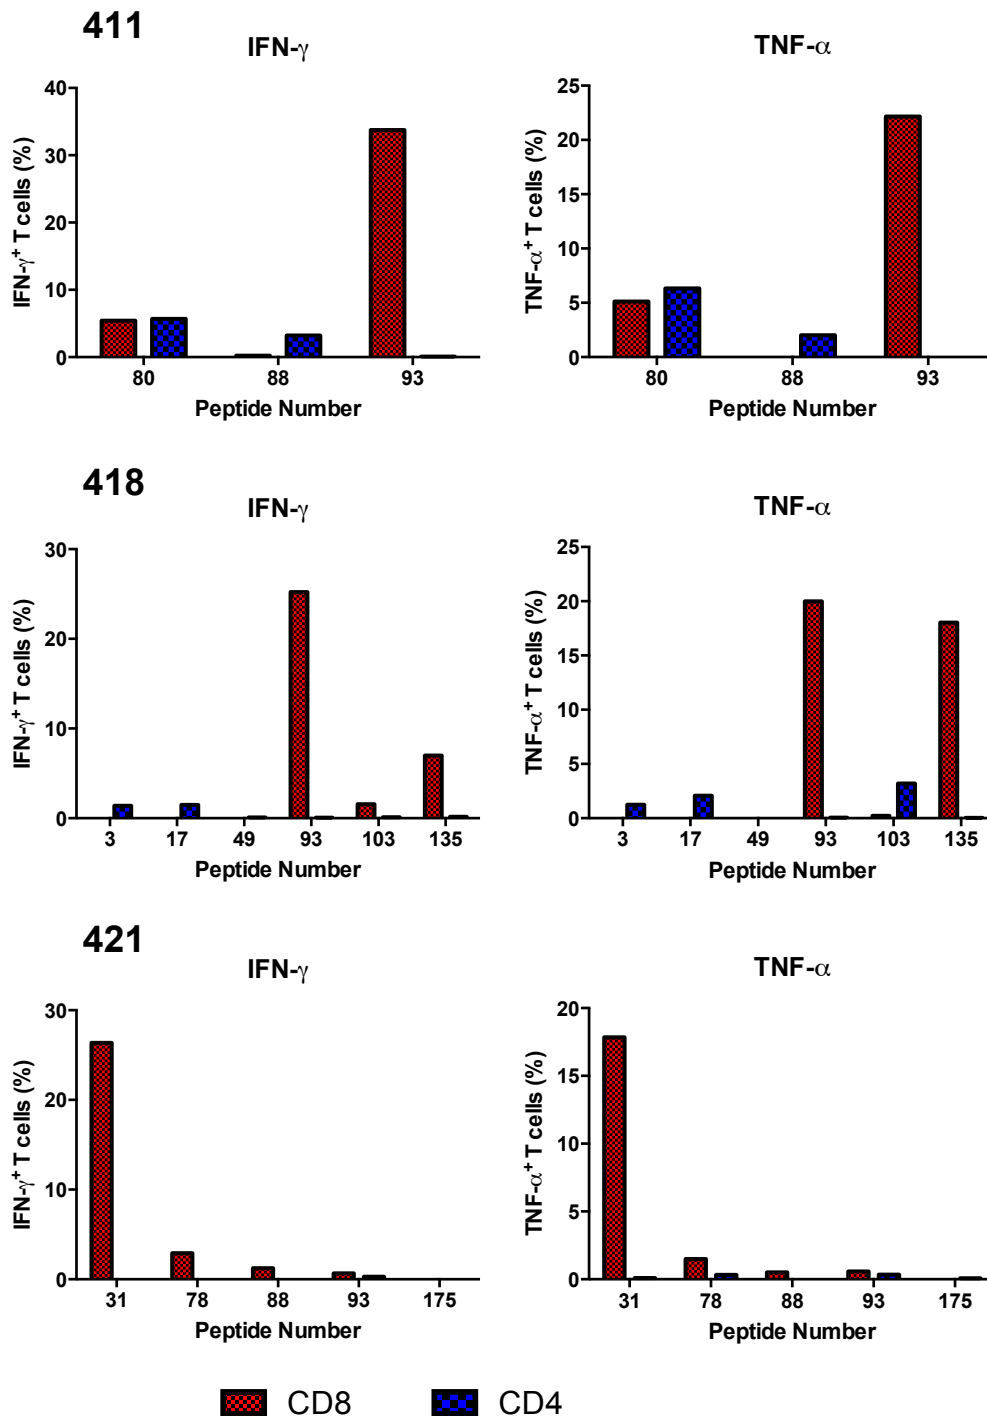 411
IFN-γ
TNF-α
IFN-γ⁺ T cells (%)
40
30
20
10
0
80 88 93
Peptide Number
TNF-α⁺ T cells (%)
25
20
15
10
5
0
80 88 93
Peptide Number
418
IFN-γ
TNF-α
IFN-γ⁺ T cells (%)
30
20
10
0
3 17 49 93 103 135
Peptide Number
TNF-α⁺ T cells (%)
25
20
15
10
5
0
3 17 49 93 103 135
Peptide Number
421
IFN-γ
TNF-α
IFN-γ⁺ T cells (%)
30
20
10
0
31 78 88 93 175
Peptide Number
TNF-α⁺ T cells (%)
20
15
10
5
0
31 78 88 93 175
Peptide Number
CD8 CD4